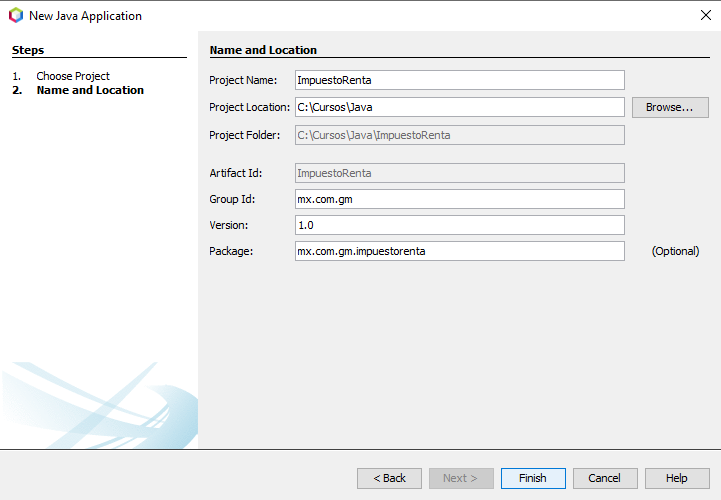 New Java Application
Steps
1. Choose Project
2. Name and Location
Name and Location
Project Name: ImpuestoRenta
Project Location: C:\Cursos\Java Browse...
Project Folder: C:\Cursos\Java\ImpuestoRenta
Artifact Id: ImpuestoRenta
Group Id: mx.com.gm
Version: 1.0
Package: mx.com.gm.impuestorenta (Optional)
< Back Next > Finish Cancel Help